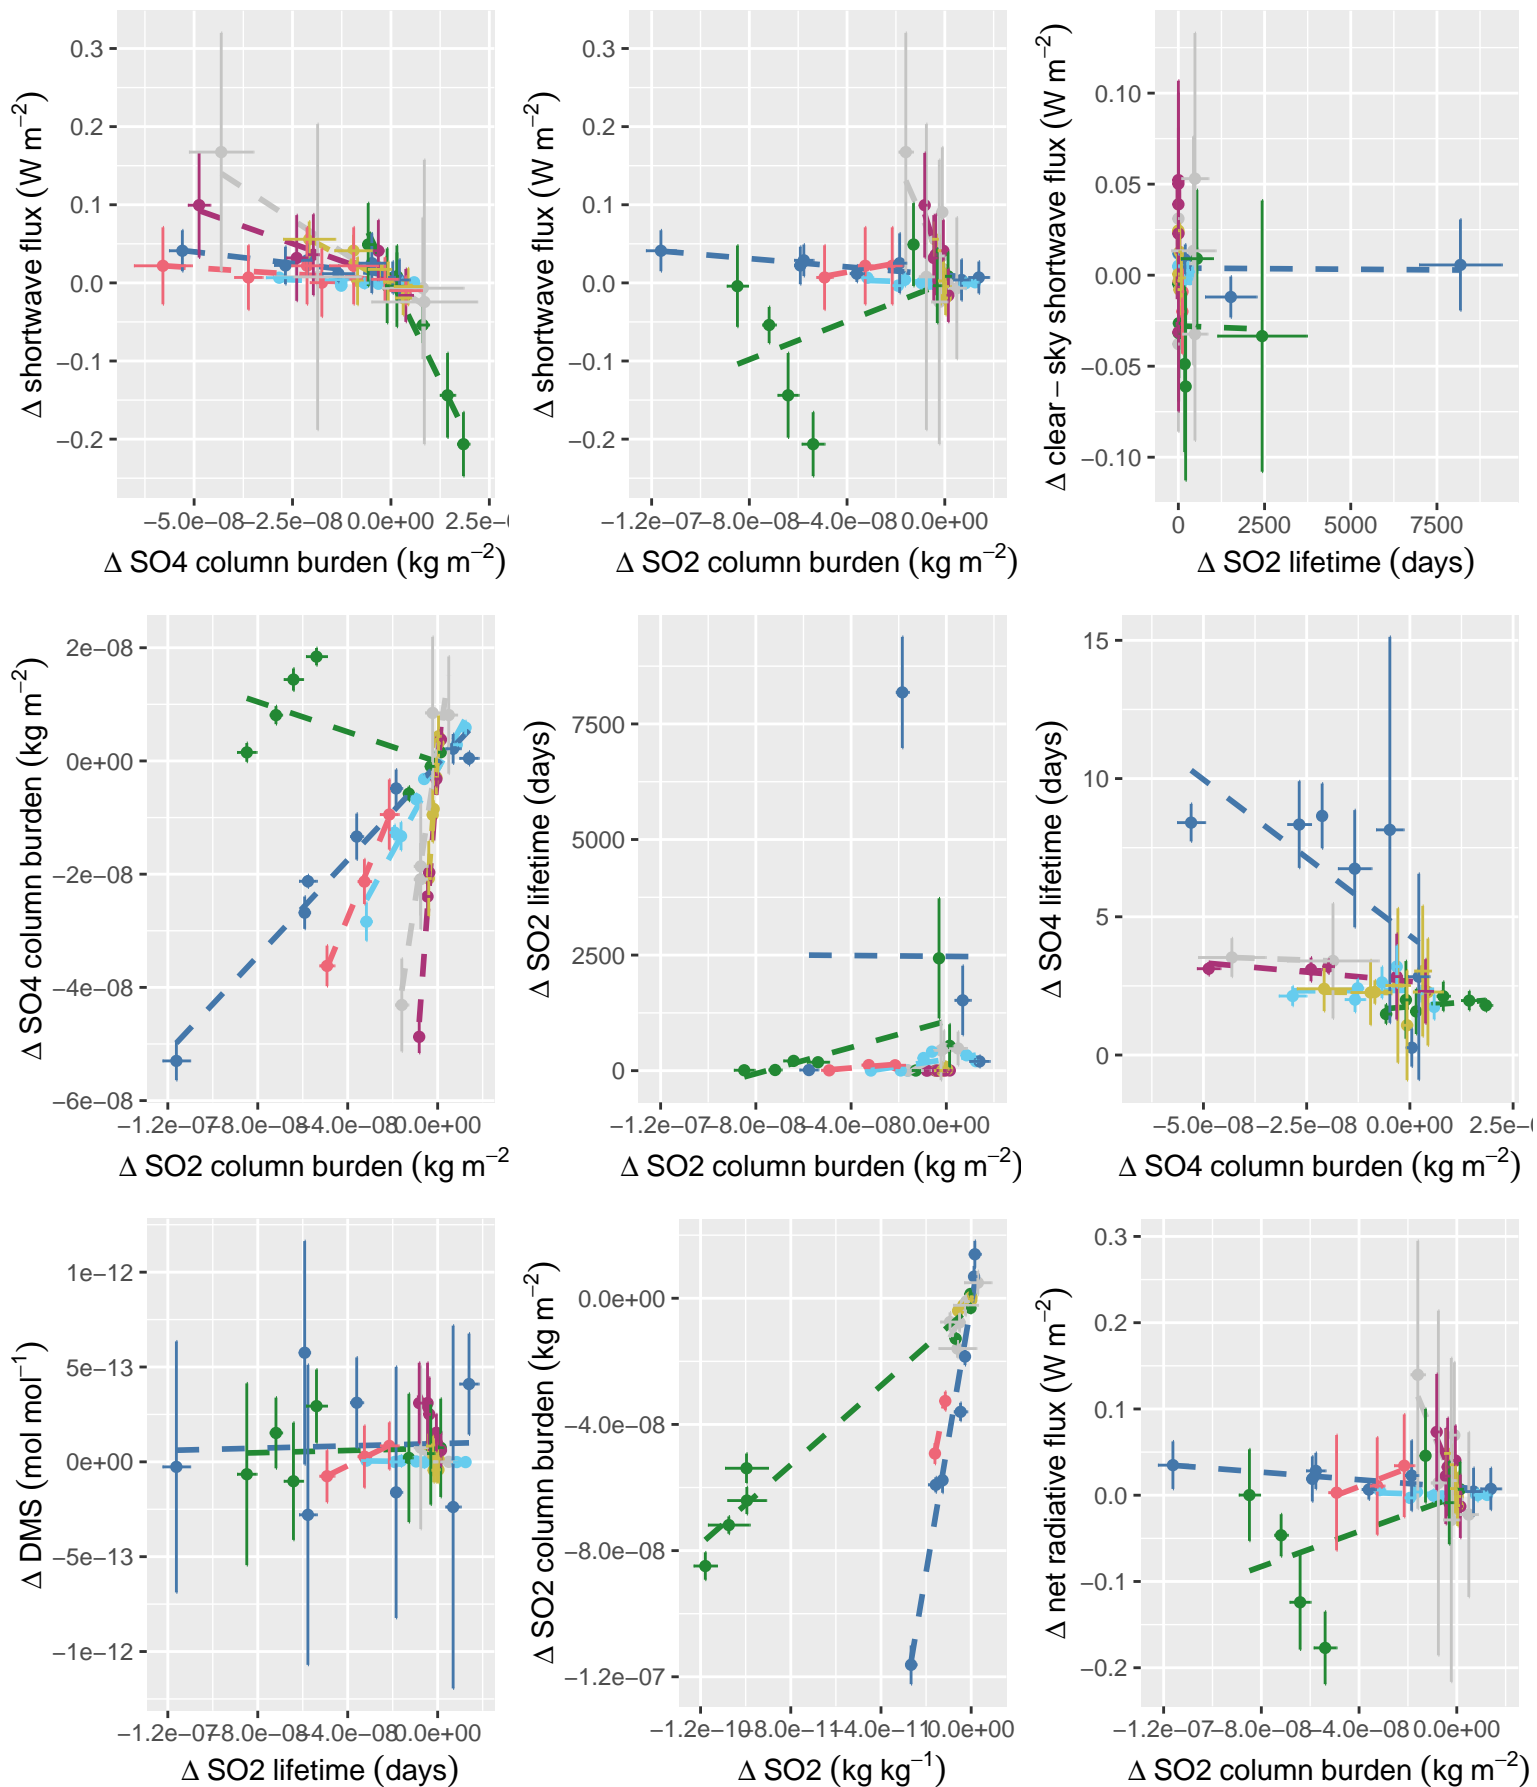 Δ shortwave flux (W m−2)
0.3
0.2
0.1
0.0
−0.1
−0.2
−5.0e−08 −2.5e−08 0.0e+00 2.5e−
Δ SO4 column burden (kg m−2)
Δ shortwave flux (W m−2)
0.3
0.2
0.1
0.0
−0.1
−0.2
−1.2e−07 −8.0e−08 −4.0e−08 0.0e+00
Δ SO2 column burden (kg m−2)
Δ clear − sky shortwave flux (W m−2)
0.10
0.05
0.00
−0.05
−0.10
0 2500 5000 7500
Δ SO2 lifetime (days)
Δ SO4 column burden (kg m−2)
2e−08
0e+00
−2e−08
−4e−08
−6e−08
−1.2e−07 −8.0e−08 −4.0e−08 0.0e+00
Δ SO2 column burden (kg m−2
Δ SO2 lifetime (days)
7500
5000
2500
0
−1.2e−07 −8.0e−08 −4.0e−08 0.0e+00
Δ SO2 column burden (kg m−2)
Δ SO4 lifetime (days)
15
10
5
0
−5.0e−08 −2.5e−08 0.0e+00 2.5e−
Δ SO4 column burden (kg m−2)
Δ DMS (mol mol−1)
1e−12
5e−13
0e+00
−5e−13
−1e−12
−1.2e−07 −8.0e−08 −4.0e−08 0.0e+00
Δ SO2 lifetime (days)
Δ SO2 column burden (kg m−2)
0.0e+00
−4.0e−08
−8.0e−08
−1.2e−07
−1.2e−10 −8.0e−11 −4.0e−11 0.0e+00
Δ SO2 (kg kg−1)
Δ net radiative flux (W m−2)
0.3
0.2
0.1
0.0
−0.1
−0.2
−1.2e−07 −8.0e−08 −4.0e−08 0.0e+00
Δ SO2 column burden (kg m−2)